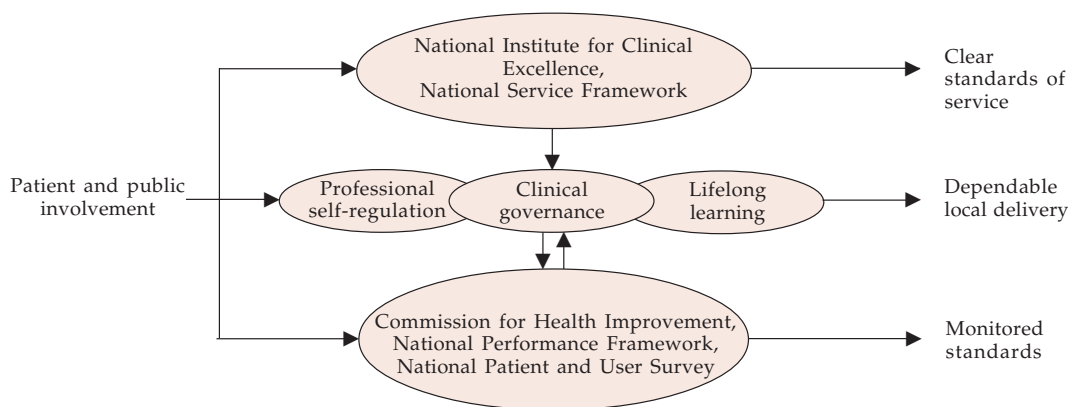 National Institute for Clinical
Excellence,
National Service Framework
Clear
standards of
service
Patient and public
involvement
Professional
self-regulation
Clinical
governance
Lifelong
learning
Dependable
local delivery
Commission for Health Improvement,
National Performance Framework,
National Patient and User Survey
Monitored
standards